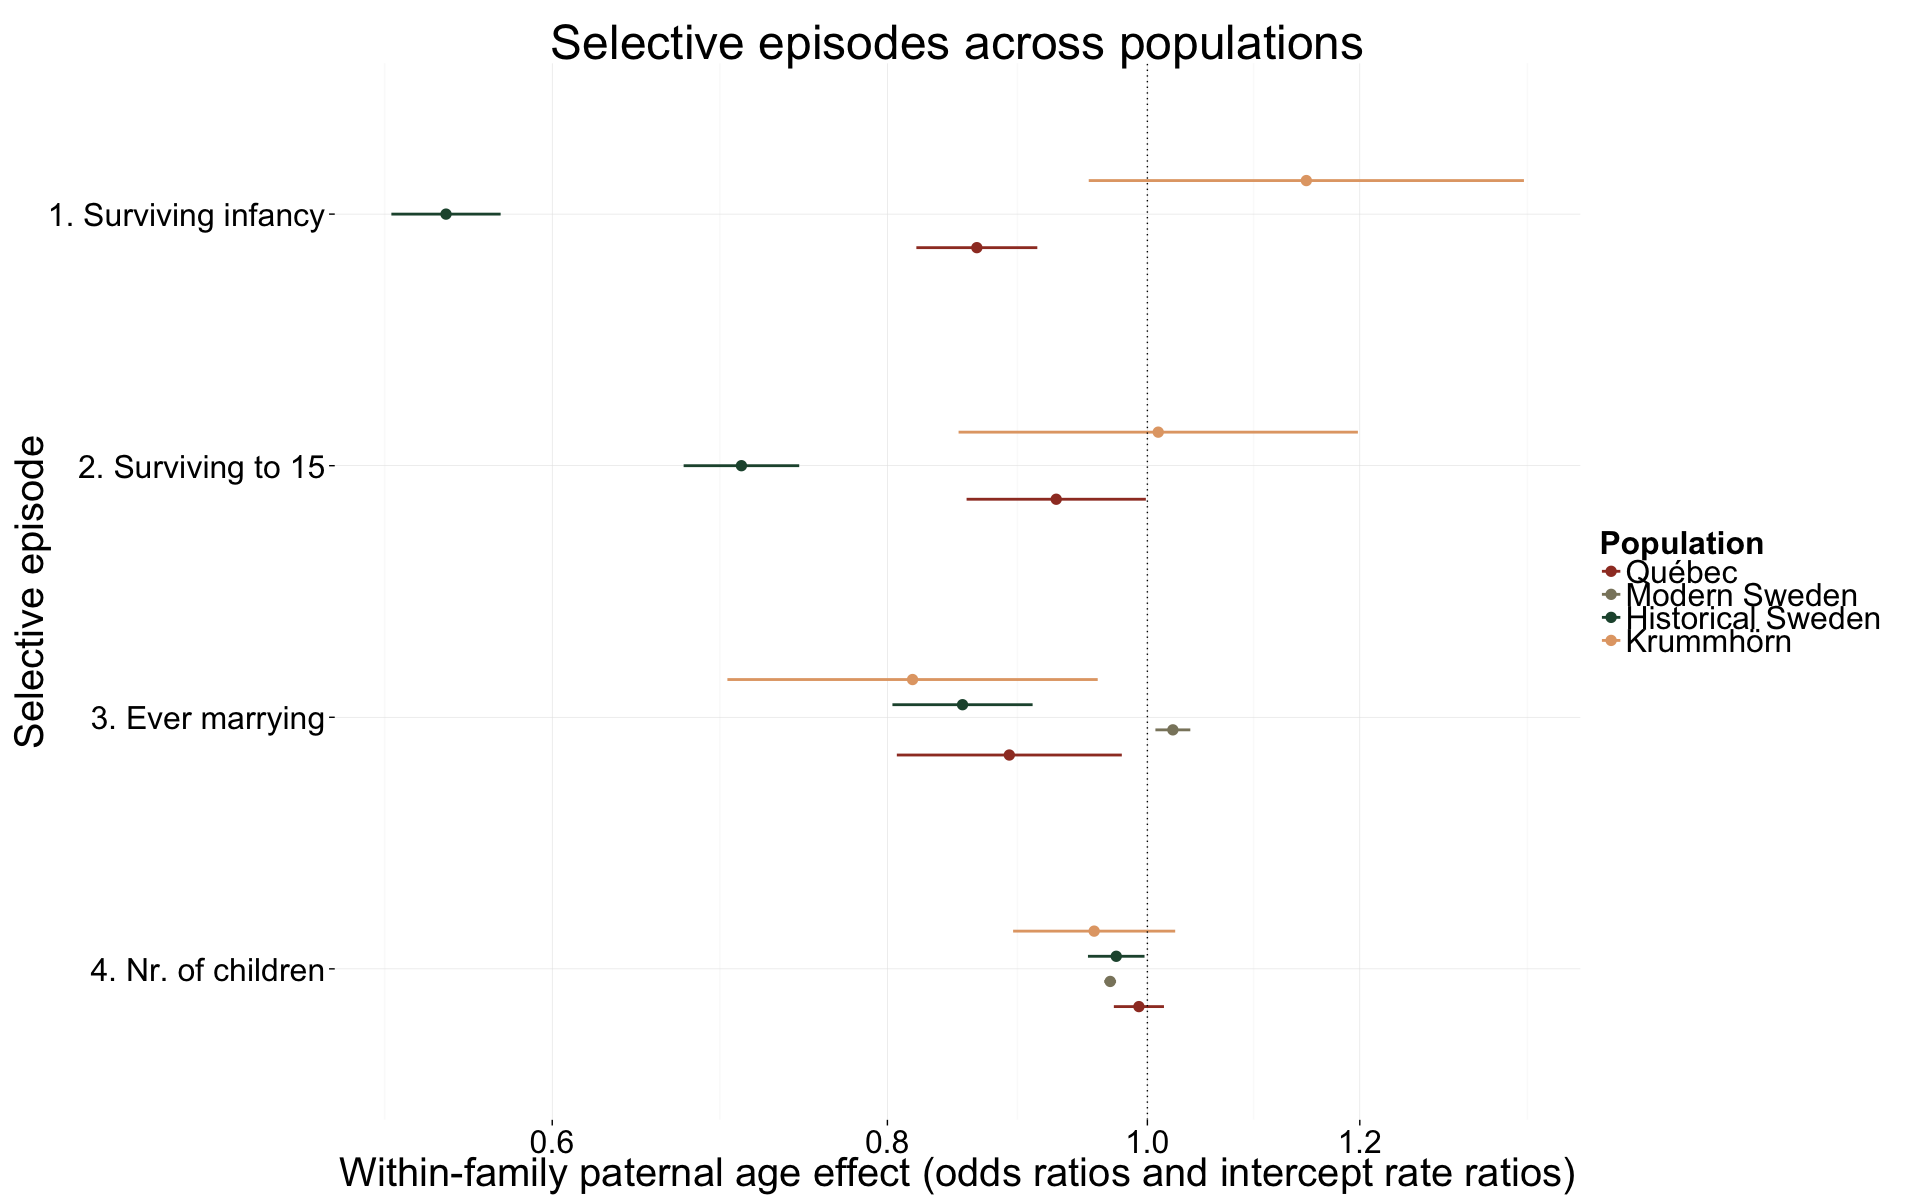 Selective episodes across populations
1. Surviving infancy
2. Surviving to 15
3. Ever marrying
4. Nr. of children
Selective episode
0.6 0.8 1.0 1.2
Within-family paternal age effect (odds ratios and intercept rate ratios)
Population
Québec
Modern Sweden
Historical Sweden
Krummhörn